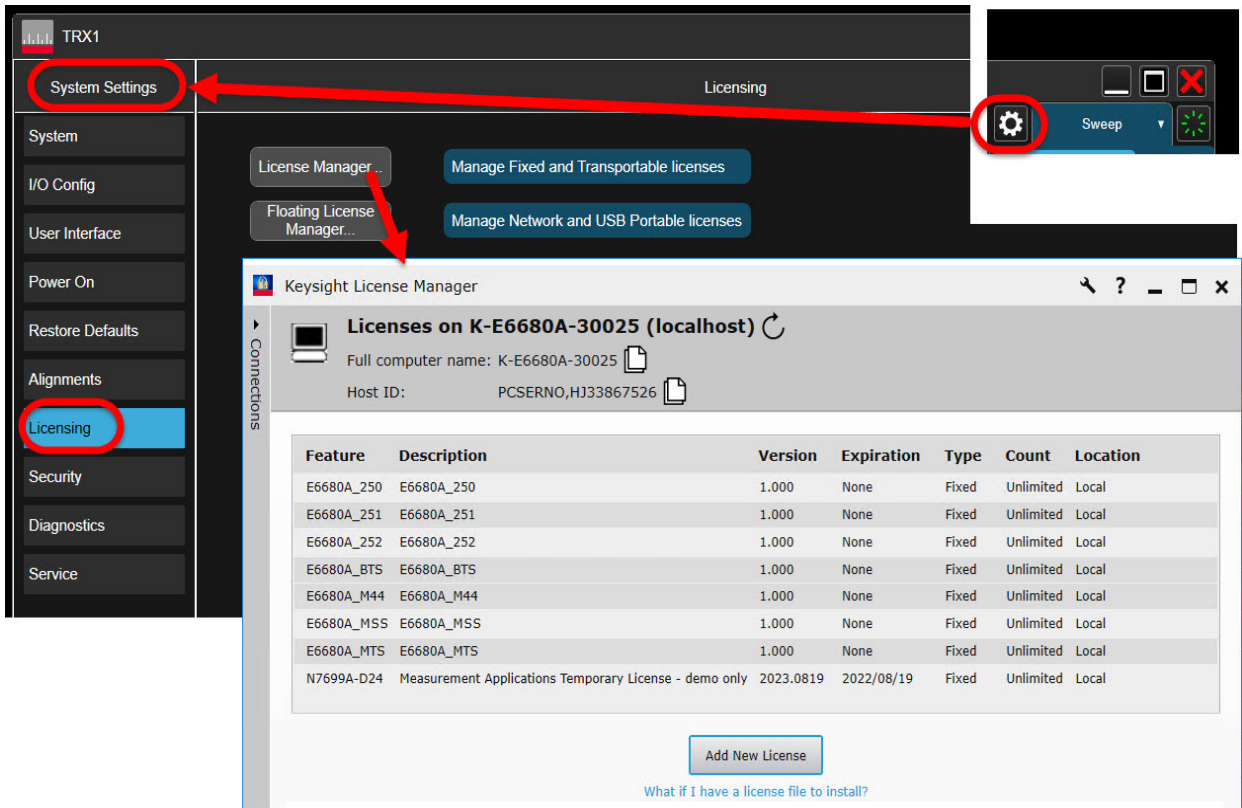 TRX1
System Settings
Licensing
Sweep
System
I/O Config
User Interface
Power On
Restore Defaults
Alignments
Licensing
Security
Diagnostics
Service
License Manager...
Manage Fixed and Transportable licenses
Floating License
Manager...
Manage Network and USB Portable licenses
Keysight License Manager
?
Connections
Licenses on K-E6680A-30025 (localhost)
Full computer name: K-E6680A-30025
Host ID: PCSERNO,HJ33867526
Feature Description Version Expiration Type Count Location
E6680A_250 E6680A_250 1.000 None Fixed Unlimited Local
E6680A_251 E6680A_251 1.000 None Fixed Unlimited Local
E6680A_252 E6680A_252 1.000 None Fixed Unlimited Local
E6680A_BTS E6680A_BTS 1.000 None Fixed Unlimited Local
E6680A_M44 E6680A_M44 1.000 None Fixed Unlimited Local
E6680A_MSS E6680A_MSS 1.000 None Fixed Unlimited Local
E6680A_MTS E6680A_MTS 1.000 None Fixed Unlimited Local
N7699A-D24 Measurement Applications Temporary License - demo only 2023.0819 2022/08/19 Fixed Unlimited Local
Add New License
What if I have a license file to install?